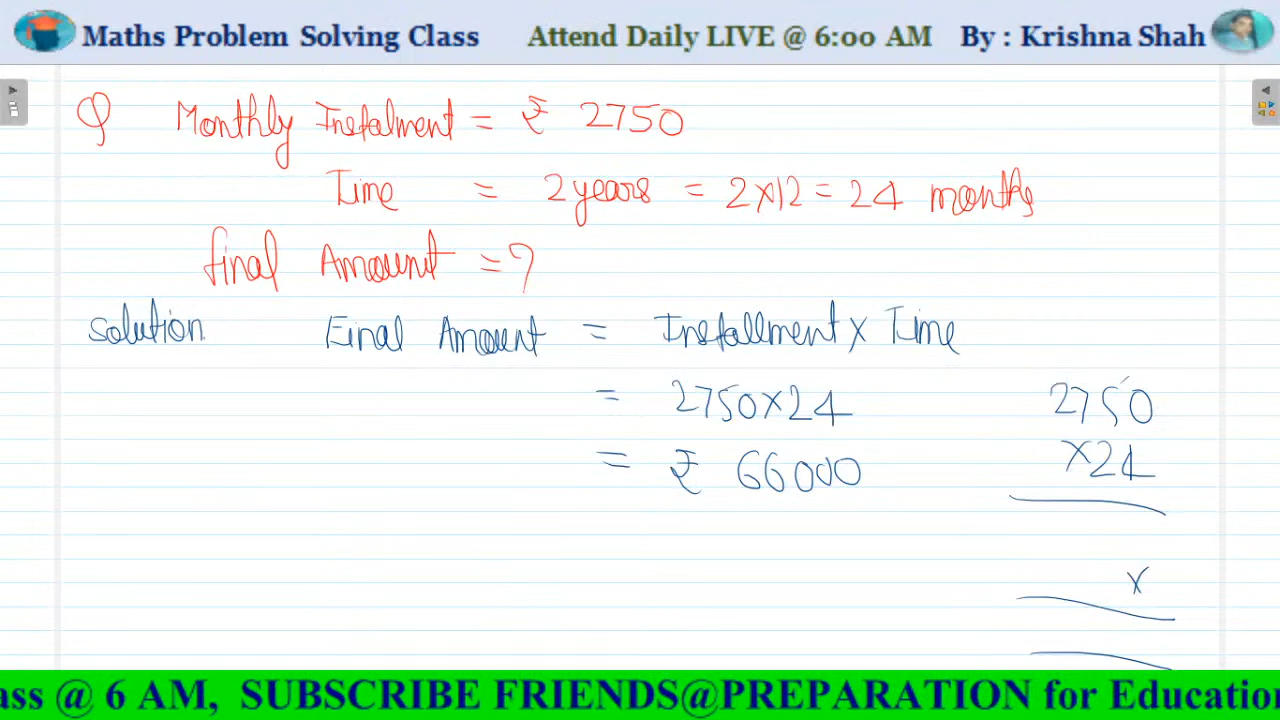 Maths Problem Solving Class Attend Daily LIVE @ 6:00 AM By : Krishna Shah
Q Monthly Instalment = ₹ 2750
Time = 2 years = 2×12 = 24 months
final Amount = ?
Solution Final Amount = Installment × Time
= 2750×24 2750
= ₹ 66000 ×24
×
ass @ 6 AM, SUBSCRIBE FRIENDS@PREPARATION for Education